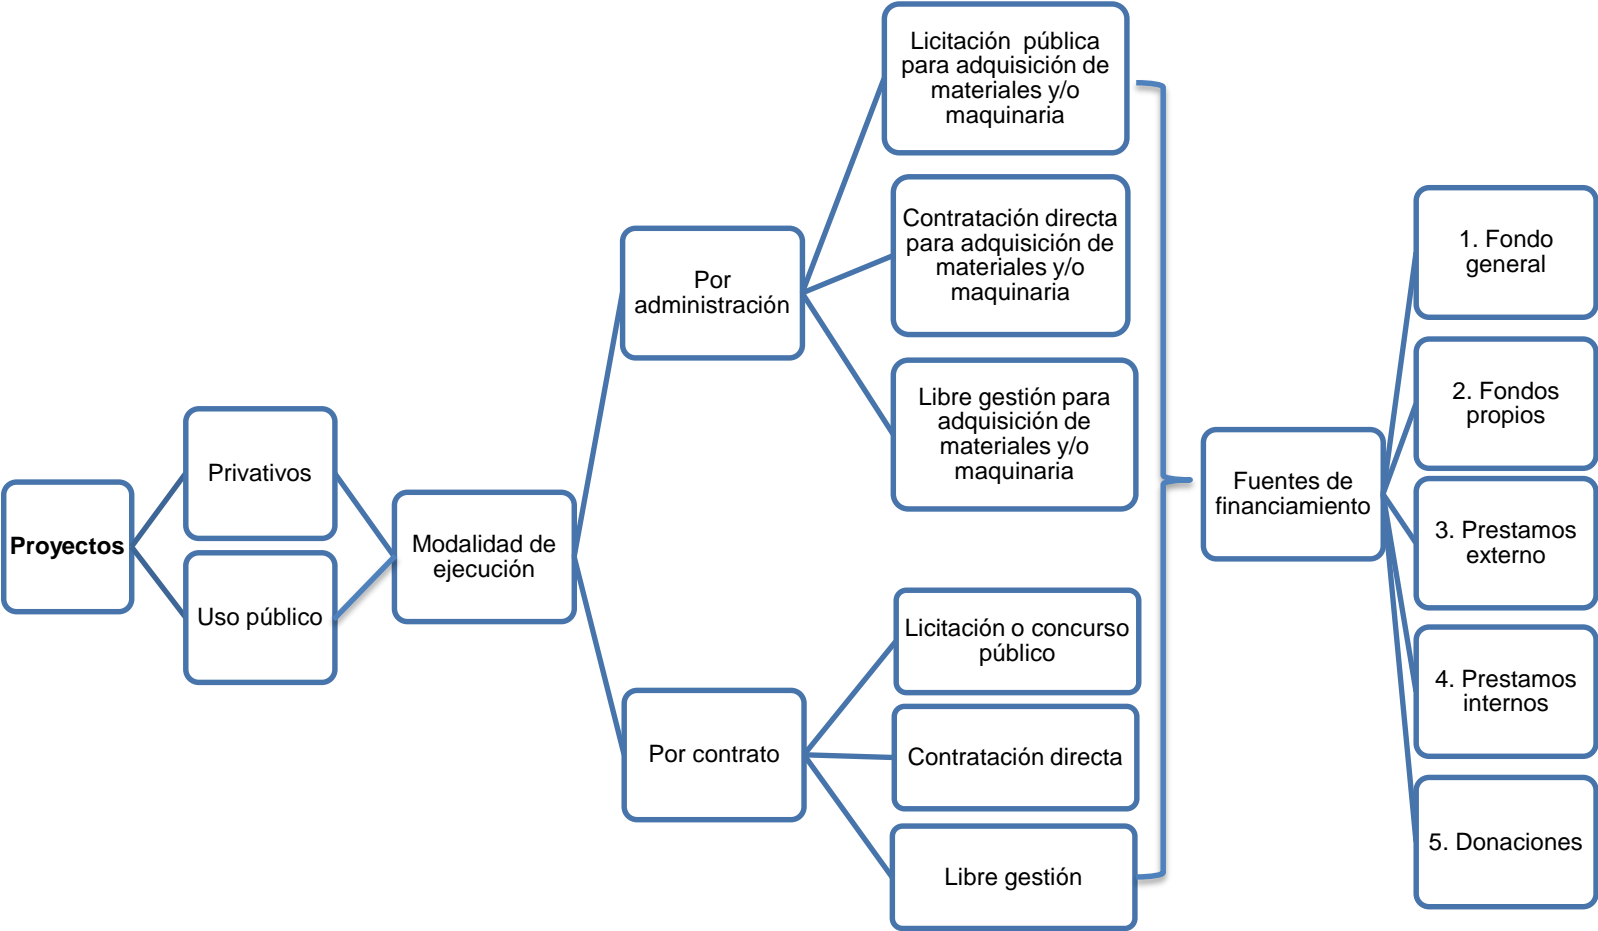 Proyectos
Privativos
Uso público
Modalidad de
ejecución
Por
administración
Por contrato
Licitación  pública
para adquisición de
materiales y/o
maquinaria
Contratación directa
para adquisición de
materiales y/o
maquinaria
Libre gestión para
adquisición de
materiales y/o
maquinaria
Licitación o concurso
público
Contratación directa
Libre gestión
Fuentes de
financiamiento
1. Fondo
general
2. Fondos
propios
3. Prestamos
externo
4. Prestamos
internos
5. Donaciones